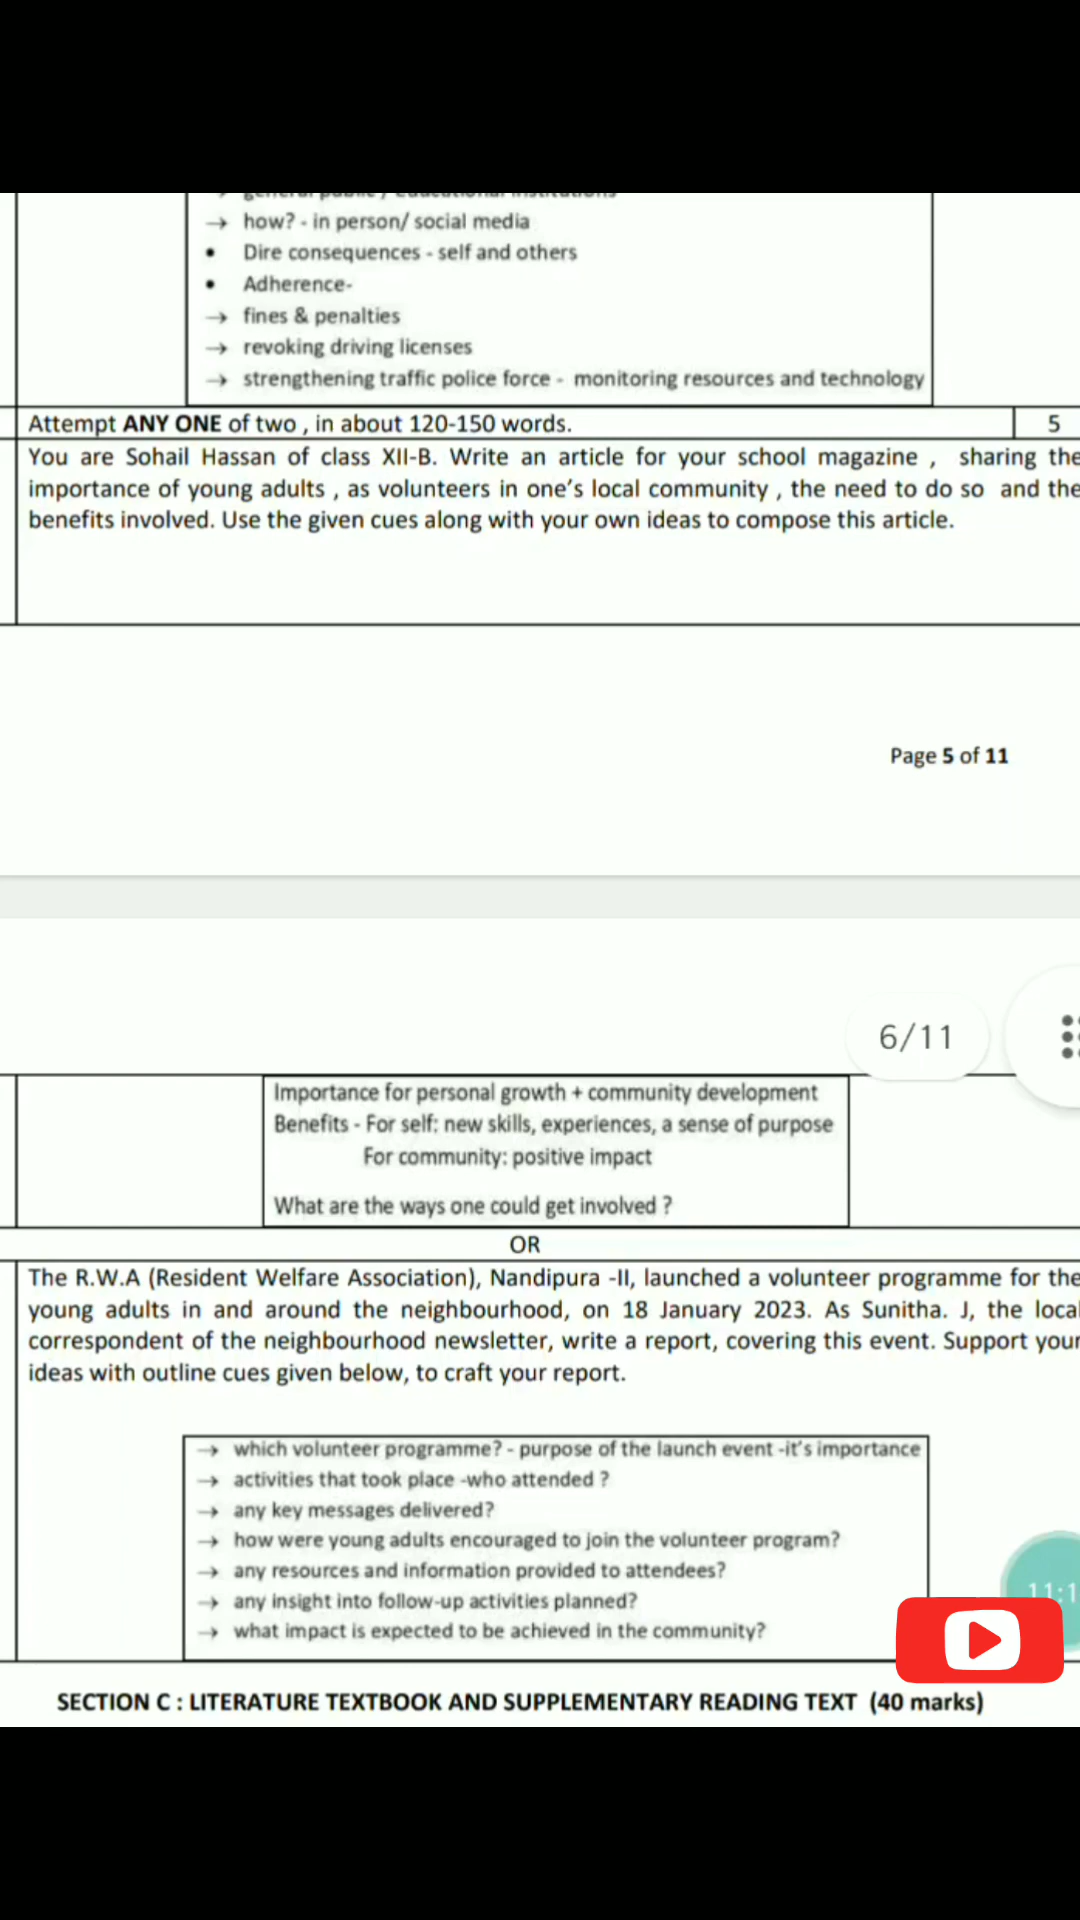 → general public / educational institutions
→ how? - in person/ social media
• Dire consequences - self and others
• Adherence-
→ fines & penalties
→ revoking driving licenses
→ strengthening traffic police force - monitoring resources and technology
Attempt ANY ONE of two , in about 120-150 words. 5
You are Sohail Hassan of class XII-B. Write an article for your school magazine , sharing the
importance of young adults , as volunteers in one's local community , the need to do so and the
benefits involved. Use the given cues along with your own ideas to compose this article.
Page 5 of 11
6/11
Importance for personal growth + community development
Benefits - For self: new skills, experiences, a sense of purpose
For community: positive impact
What are the ways one could get involved ?
OR
The R.W.A (Resident Welfare Association), Nandipura -II, launched a volunteer programme for the
young adults in and around the neighbourhood, on 18 January 2023. As Sunitha. J, the local
correspondent of the neighbourhood newsletter, write a report, covering this event. Support your
ideas with outline cues given below, to craft your report.
→ which volunteer programme? - purpose of the launch event -it's importance
→ activities that took place -who attended ?
→ any key messages delivered?
→ how were young adults encouraged to join the volunteer program?
→ any resources and information provided to attendees?
→ any insight into follow-up activities planned?
→ what impact is expected to be achieved in the community?
11:1
SECTION C : LITERATURE TEXTBOOK AND SUPPLEMENTARY READING TEXT (40 marks)